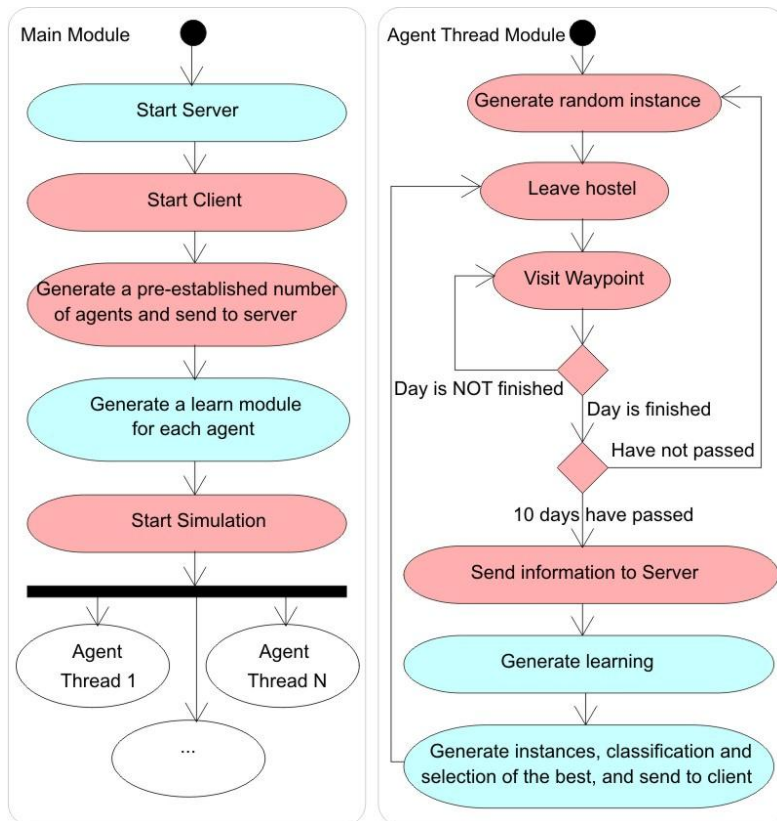 Main Module
Start Server
Start Client
Generate a pre-established number
of agents and send to server
Generate a learn module
for each agent
Start Simulation
Agent
Thread 1
Agent
Thread N
...
Agent Thread Module
Generate random instance
Leave hostel
Visit Waypoint
Day is NOT finished
Day is finished
Have not passed
10 days have passed
Send information to Server
Generate learning
Generate instances, classification and
selection of the best, and send to client